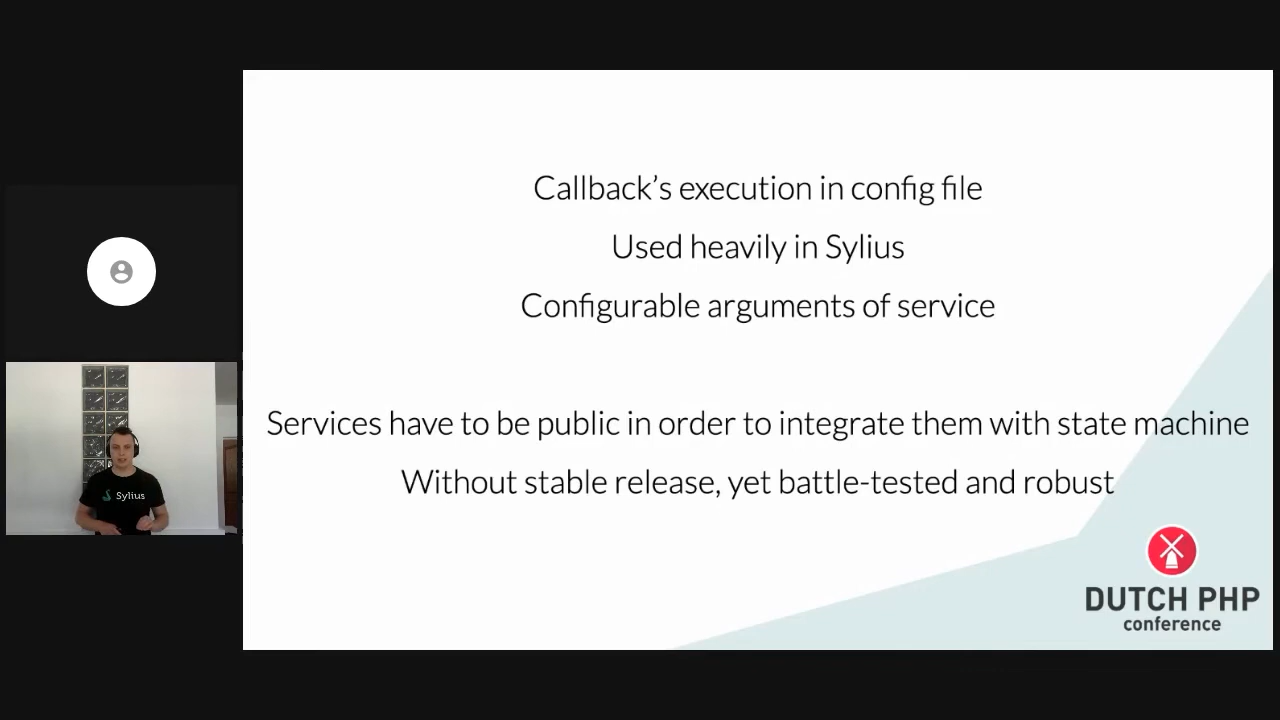 Callback’s execution in config file
Used heavily in Sylius
Configurable arguments of service
Services have to be public in order to integrate them with state machine
Without stable release, yet battle-tested and robust
Sylius
DUTCH PHP
conference